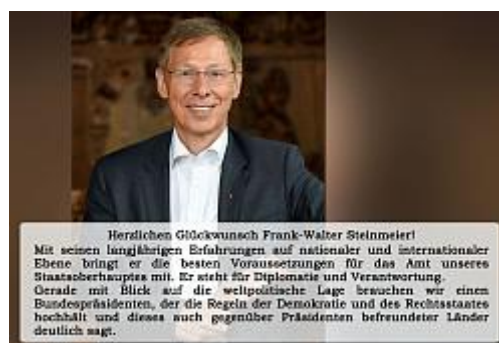 Herzlichen Glückwunsch Frank-Walter Steinmeier!
Mit seinen langjährigen Erfahrungen auf nationaler und internationaler
Ebene bringt er die besten Voraussetzungen für das Amt unseres
Staatsoberhauptes mit. Er steht für Diplomatie und Verantwortung.
Gerade mit Blick auf die weltpolitische Lage brauchen wir einen
Bundespräsidenten, der die Regeln der Demokratie und des Rechtsstaates
hochhält und dieses auch gegenüber Präsidenten befreundeter Länder
deutlich sagt.